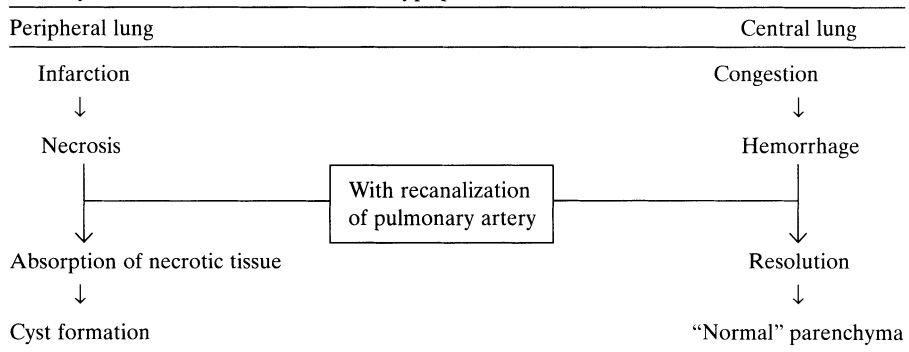 Peripheral lung Central lung
Infarction Congestion
↓ ↓
Necrosis Hemorrhage
With recanalization
of pulmonary artery
Absorption of necrotic tissue Resolution
↓ ↓
Cyst formation “Normal” parenchyma